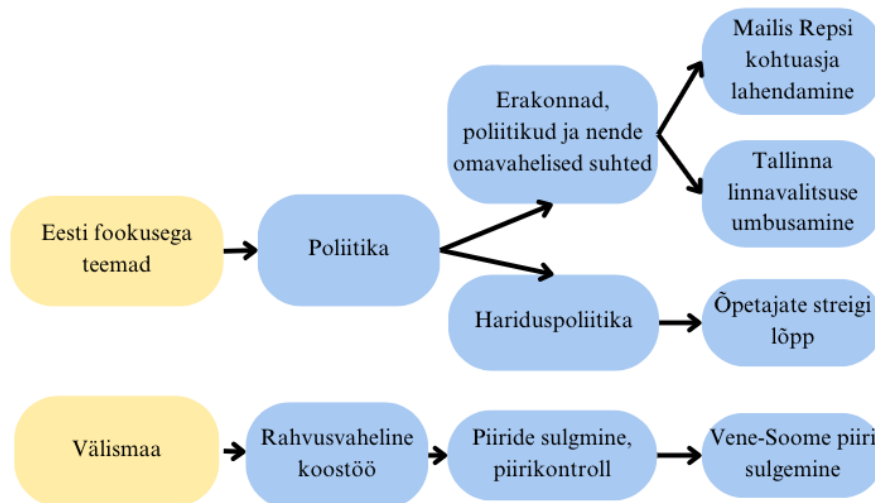 Eesti fookusega
teemad
Poliitika
Erakonnad,
poliitikud ja nende
omavahelised suhted
Mailis Repsi
kohtuasja
lahendamine
Tallinna
linnavalitsuse
umbusamine
Hariduspoliitika
Õpetajate streigi
lõpp
Välismaa
Rahvusvaheline
koostöö
Piiride sulgmine,
piirikontroll
Vene-Soome piiri
sulgemine